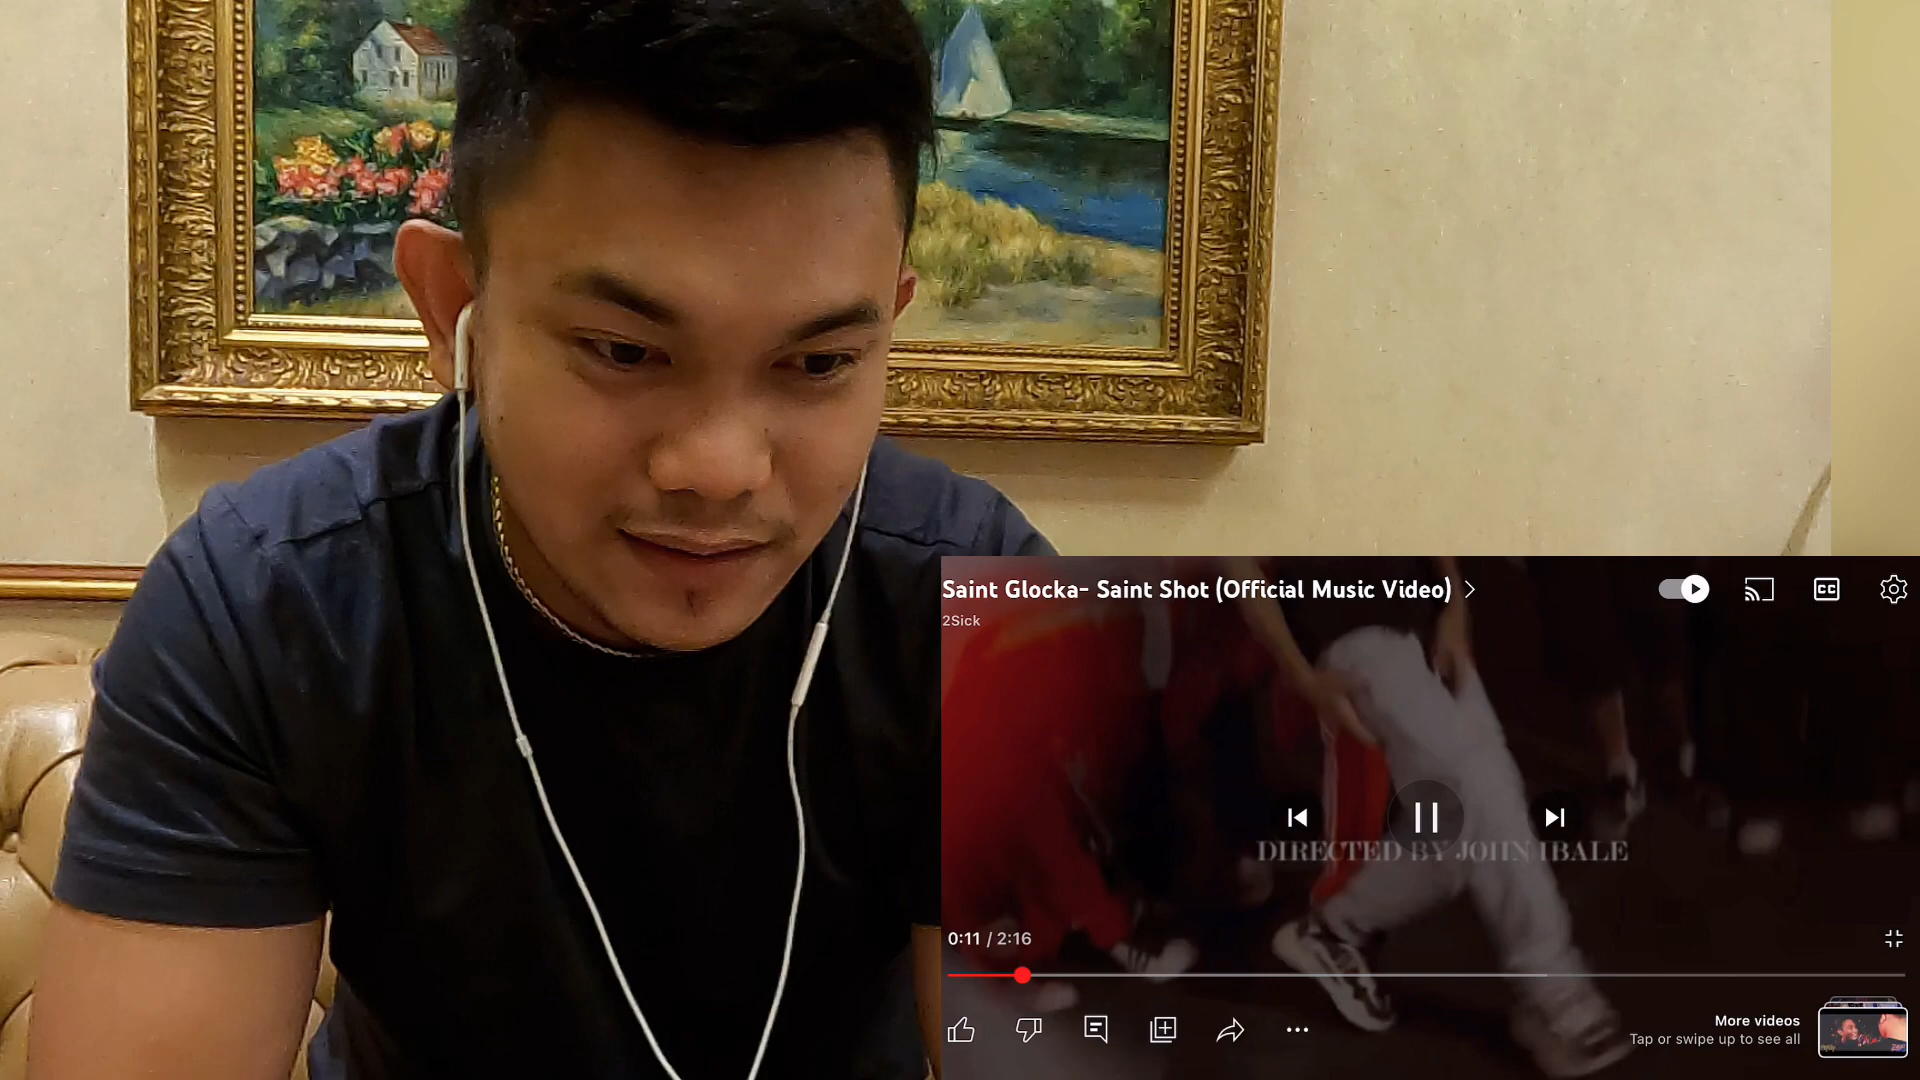 Saint Glocka- Saint Shot (Official Music Video)
CC
2Sick
DIRECTED BY JOHN IBALE
0:11 / 2:16
More videos
Tap or swipe up to see all